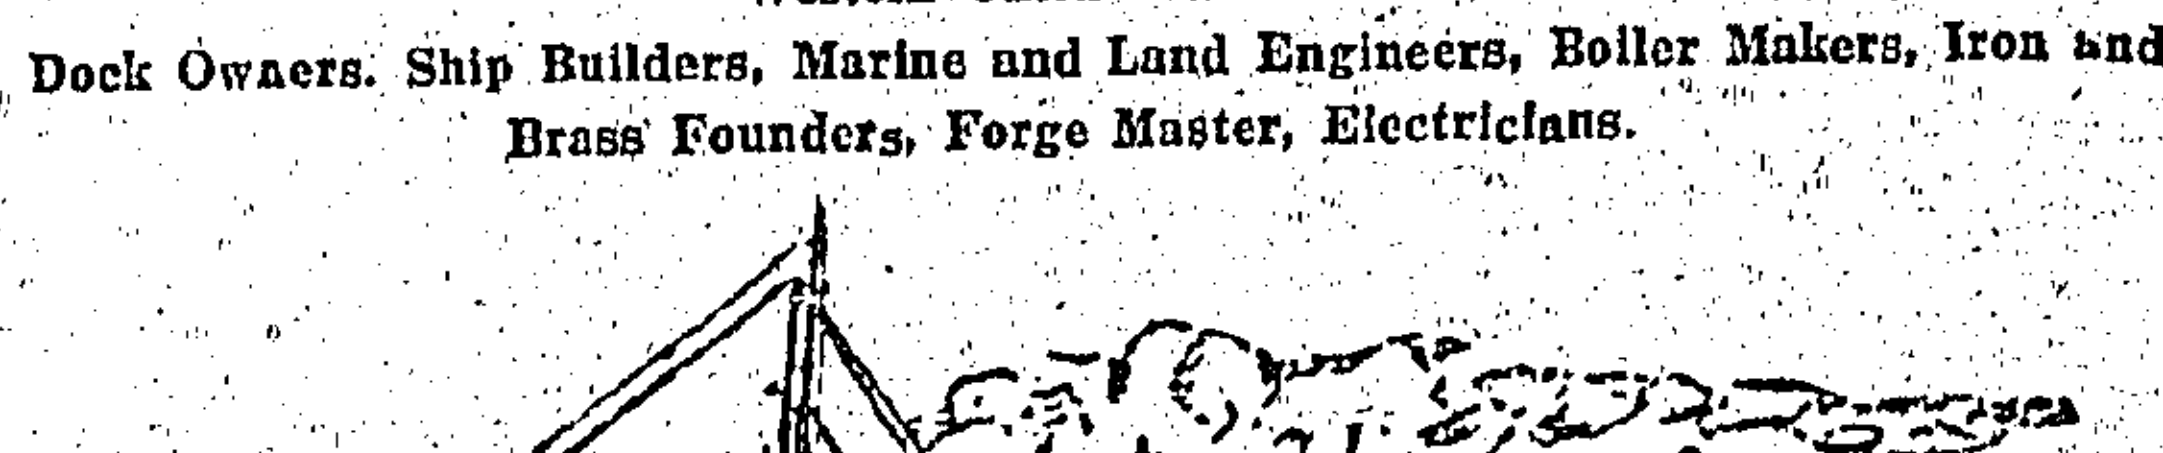 Dock Owners. Ship Builders, Marine and Land Engineers, Boiler Makers, Iron and
Brass Founders, Forge Master, Electricians.